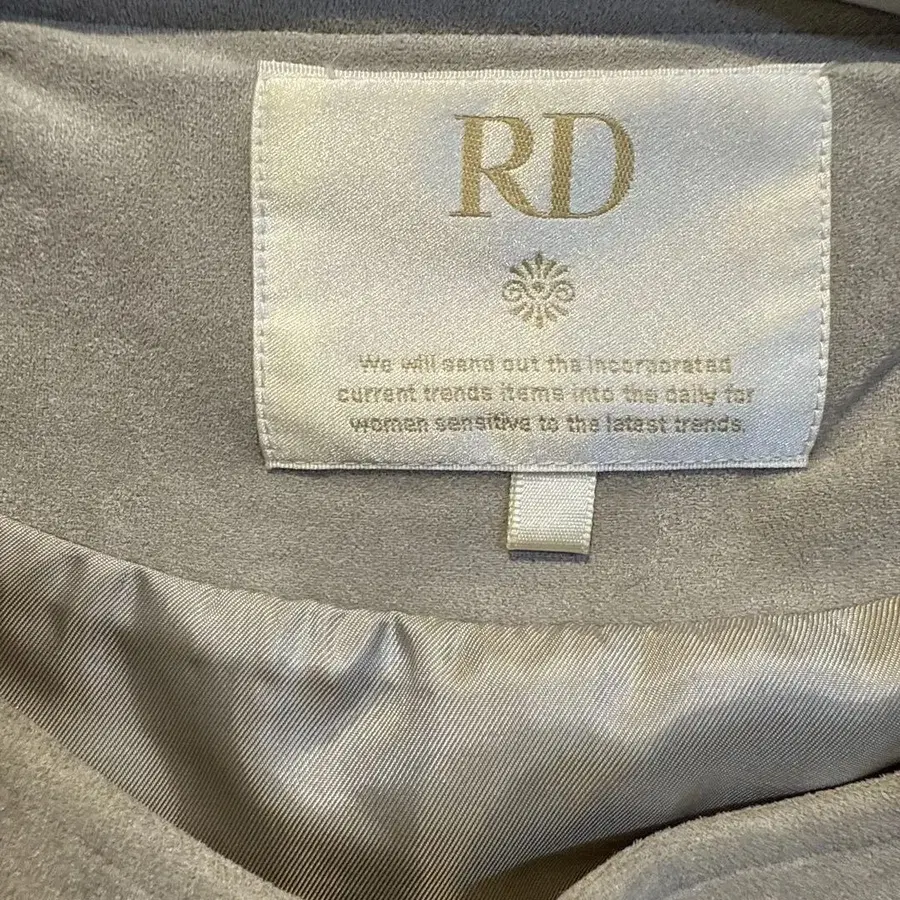 RD
We will send out the incorporated
current trends items into the daily for
women sensitive to the latest trends.